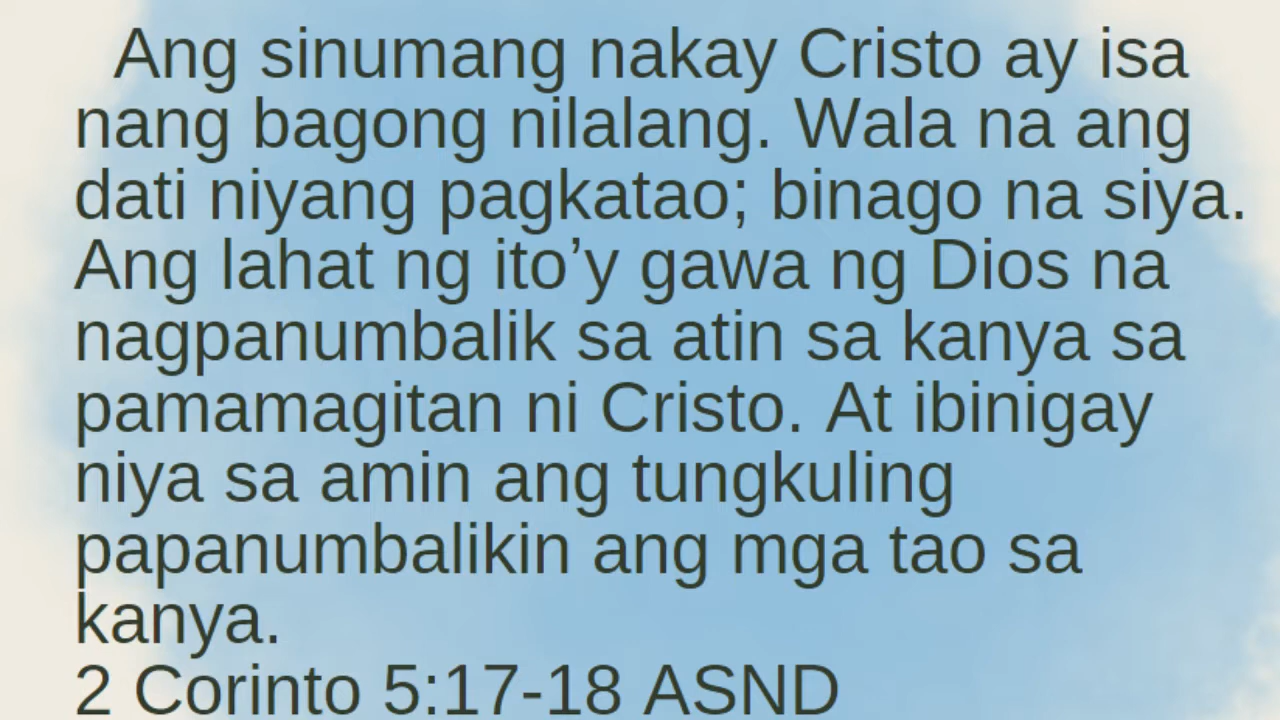 Ang sinumang nakay Cristo ay isa
nang bagong nilalang. Wala na ang
dati niyang pagkatao; binago na siya.
Ang lahat ng ito’y gawa ng Dios na
nagpanumbalik sa atin sa kanya sa
pamamagitan ni Cristo. At ibinigay
niya sa amin ang tungkuling
papanumbalikin ang mga tao sa
kanya.
2 Corinto 5:17-18 ASND